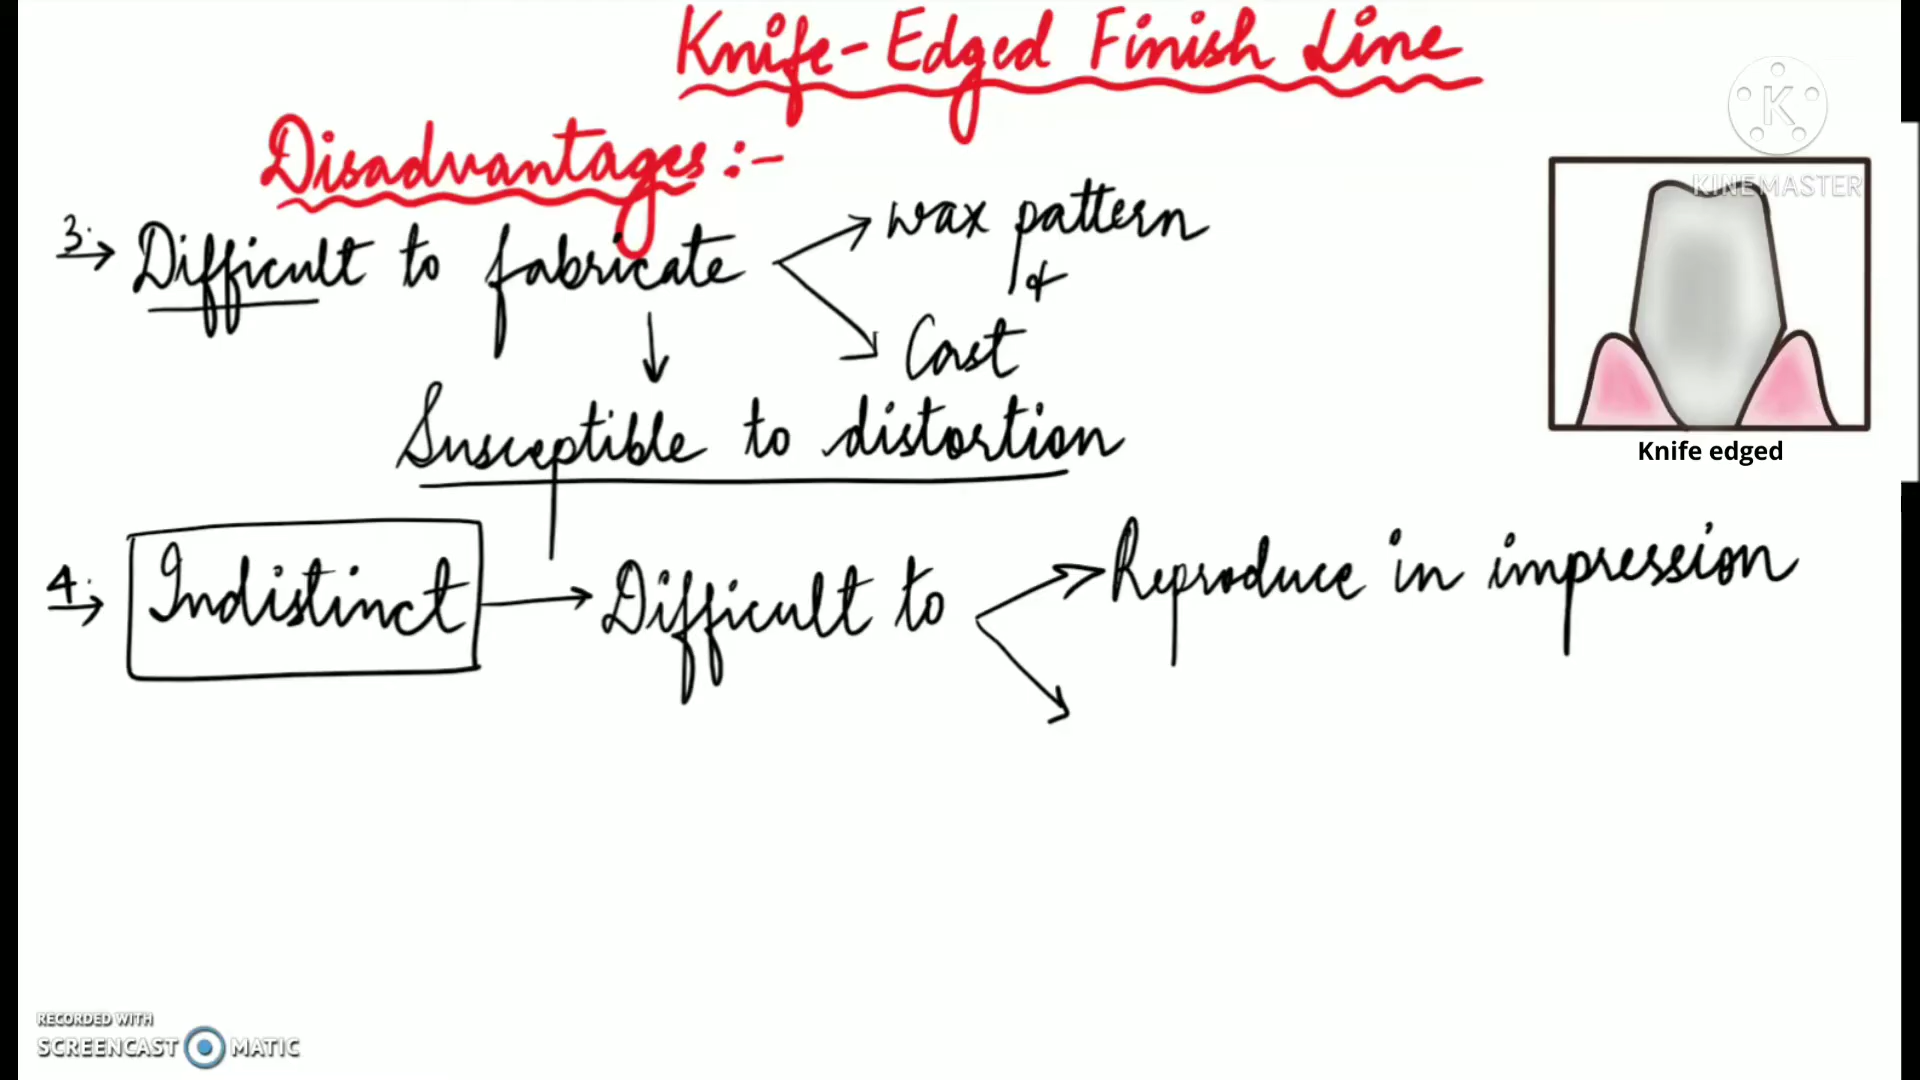 Knife-Edged Finish Line
Disadvantages :-
3. → Difficult to fabricate → wax pattern
&
→ Cast
↓
Susceptible to distortion
4. → Indistinct → Difficult to → Reproduce in impression
KINEMASTER
Knife edged
RECORDED WITH
SCREENCAST MATIC